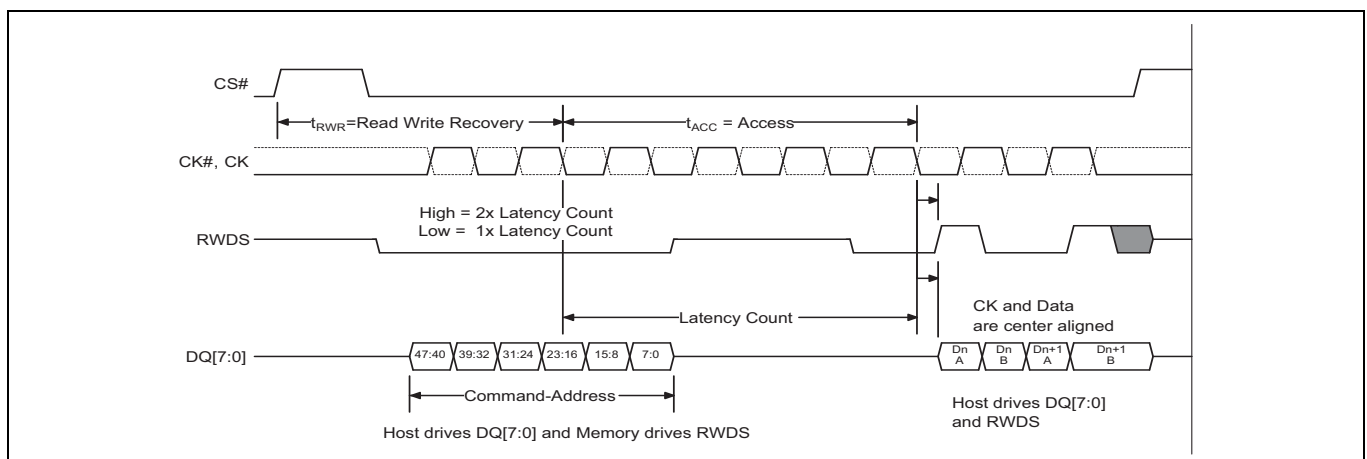 CS#
tRWR=Read Write Recovery
tACC = Access
CK#, CK
High = 2x Latency Count
Low = 1x Latency Count
RWDS
Latency Count
CK and Data
are center aligned
DQ[7:0]
47:40 39:32 31:24 23:16 15:8 7:0
Dn Dn Dn+1 Dn+1
A B A B
Command-Address
Host drives DQ[7:0]
and RWDS
Host drives DQ[7:0] and Memory drives RWDS